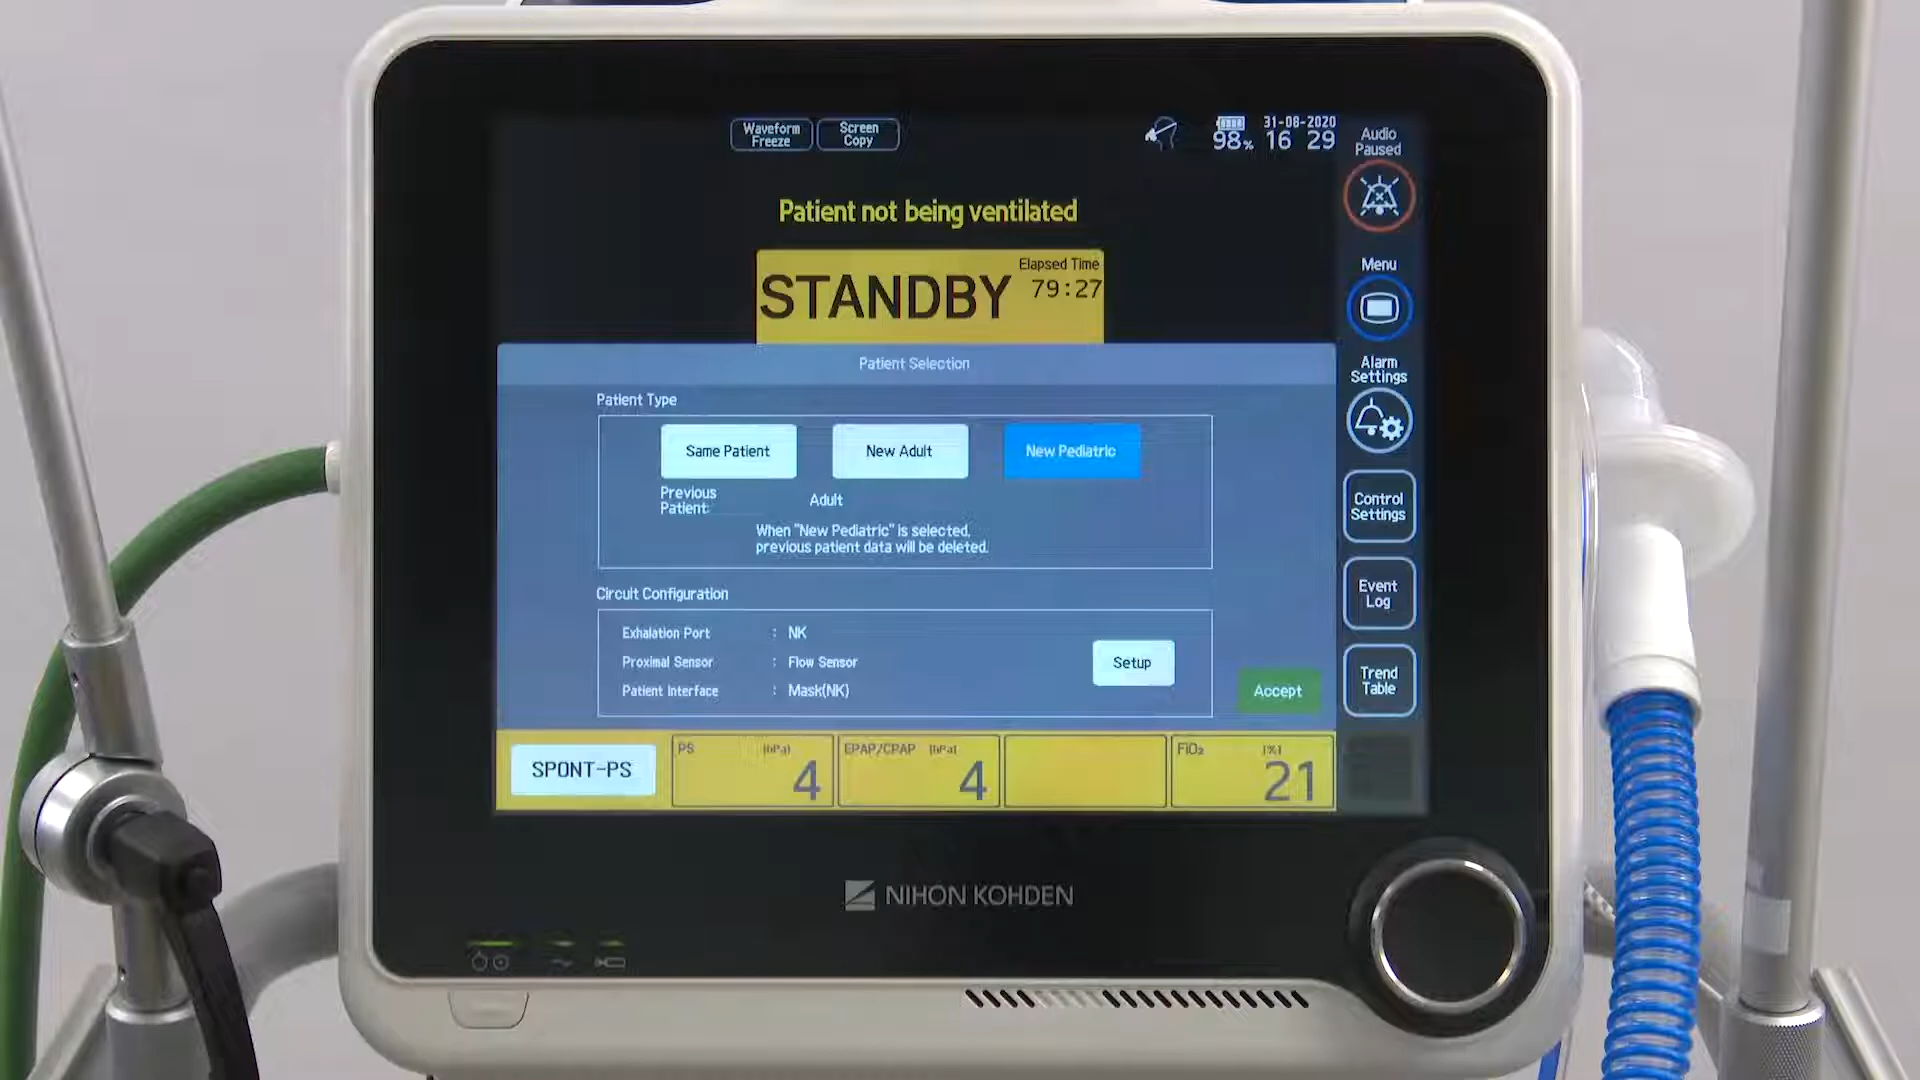 Waveform
Freeze
Screen
Copy
98%
31-08-2020
16 29
Audio
Paused
Patient not being ventilated
STANDBY
Elapsed Time
79:27
Menu
Patient Selection
Alarm
Settings
Patient Type
Same Patient
New Adult
New Pediatric
Previous
Patient:
Adult
When "New Pediatric" is selected,
previous patient data will be deleted.
Control
Settings
Circuit Configuration
Event
Log
Exhalation Port : NK
Proximal Sensor : Flow Sensor
Patient Interface : Mask(NK)
Setup
Accept
Trend
Table
SPONT-PS
PS [hPa]
4
EPAP/CPAP [hPa]
4
FiO₂ [%]
21
NIHON KOHDEN